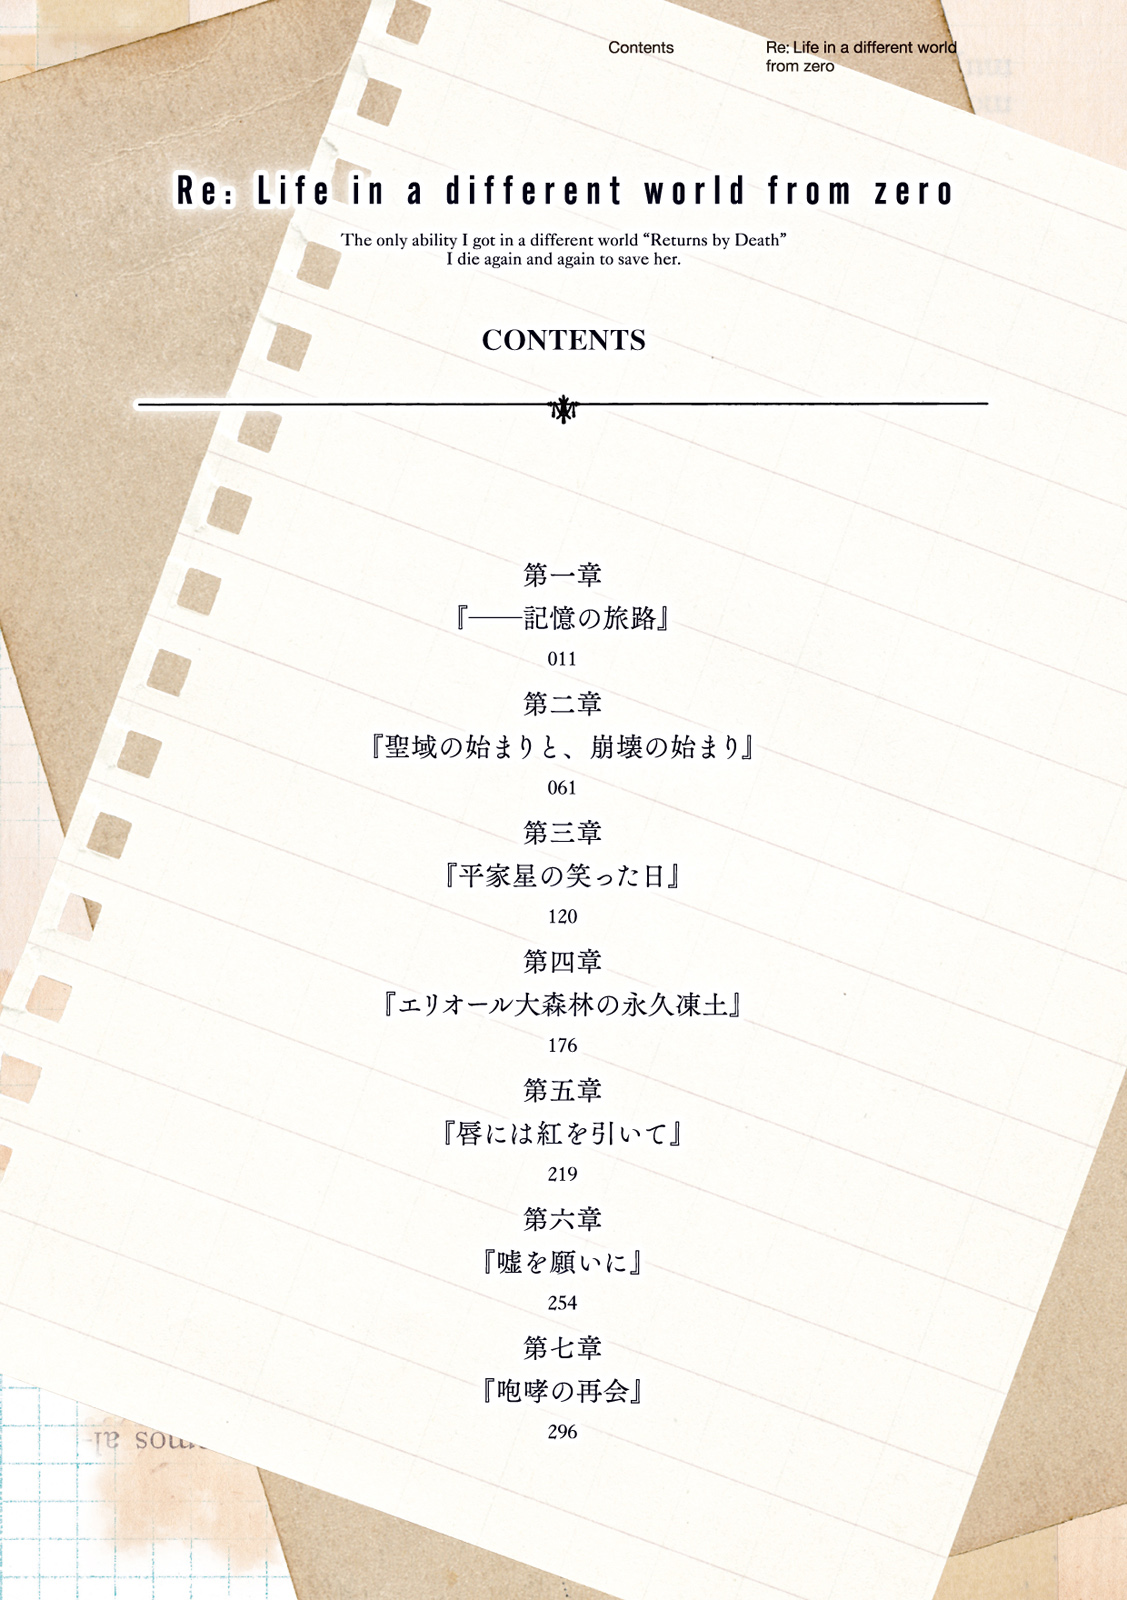 Contents
Re: Life in a different world
from zero
Re: Life in a different world from zero
The only ability I got in a different world “Returns by Death”
I die again and again to save her.
CONTENTS
第一章
『――記憶の旅路』
011
第二章
『聖域の始まりと、崩壊の始まり』
061
第三章
『平家星の笑った日』
120
第四章
『エリオール大森林の永久凍土』
176
第五章
『唇には紅を引いて』
219
第六章
『嘘を願いに』
254
第七章
『咆哮の再会』
296